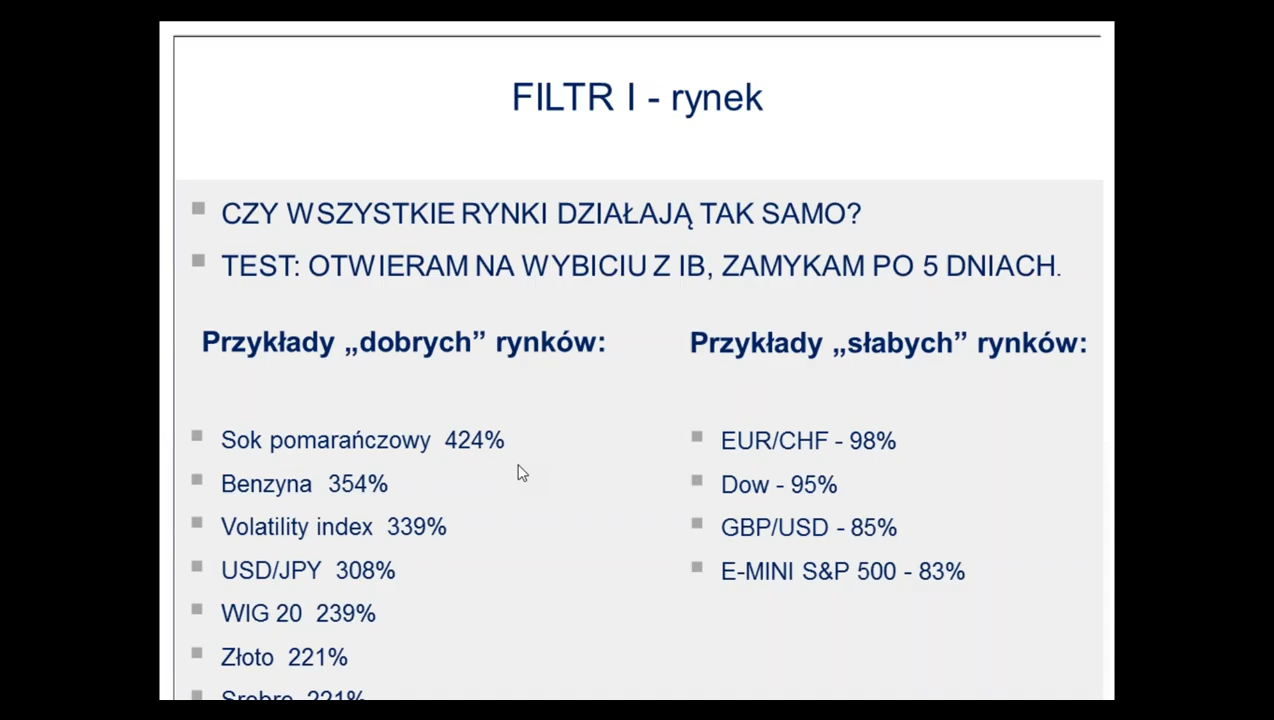 FILTR I - rynek
CZY WSZYSTKIE RYNKI DZIAŁAJĄ TAK SAMO?
TEST: OTWIERAM NA WYBICIU Z IB, ZAMYKAM PO 5 DNIACH.
Przykłady „dobrych” rynków:
Sok pomarańczowy 424%
Benzyna 354%
Volatility index 339%
USD/JPY 308%
WIG 20 239%
Złoto 221%
Srebro 221%
Przykłady „słabych” rynków:
EUR/CHF - 98%
Dow - 95%
GBP/USD - 85%
E-MINI S&P 500 - 83%